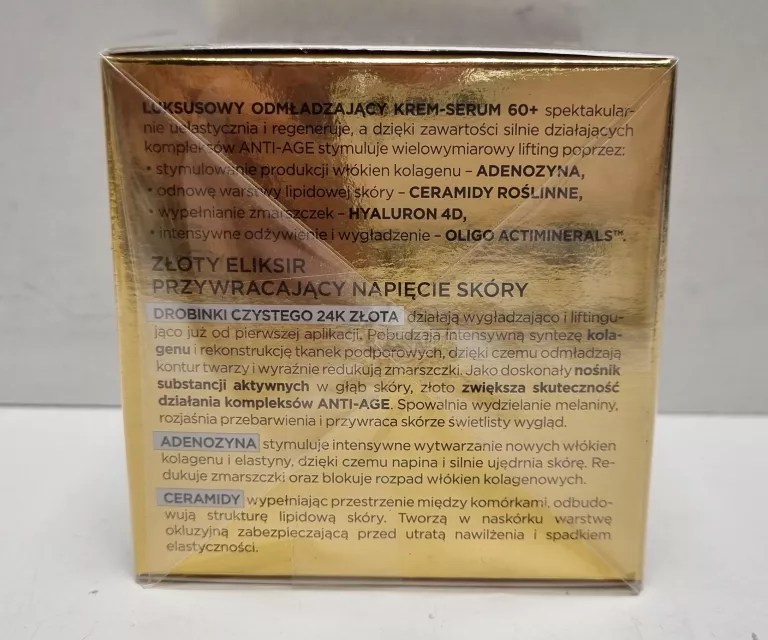 LUKSUSOWY ODMŁADZAJĄCY KREM-SERUM 60+ spektakular-
nie uelastycznia i regeneruje, a dzięki zawartości silnie działających
kompleksów ANTI-AGE stymuluje wielowymiarowy lifting poprzez:
• stymulowanie produkcji włókien kolagenu – ADENOZYNA,
• odnowę warstwy lipidowej skóry – CERAMIDY ROŚLINNE,
• wypełnianie zmarszczek – HYALURON 4D,
• intensywne odżywienie i wygładzenie – OLIGO ACTIMINERALS™.
ZŁOTY ELIKSIR
PRZYWRACAJĄCY NAPIĘCIE SKÓRY
DROBINKI CZYSTEGO 24K ZŁOTA działają wygładzająco i liftingu-
jąco już od pierwszej aplikacji. Pobudzają intensywną syntezę kola-
genu i rekonstrukcję tkanek podporowych, dzięki czemu odmładzają
kontur twarzy i wyraźnie redukują zmarszczki. Jako doskonały nośnik
substancji aktywnych w głąb skóry, złoto zwiększa skuteczność
działania kompleksów ANTI-AGE. Spowalnia wydzielanie melaniny,
rozjaśnia przebarwienia i przywraca skórze świetlisty wygląd.
ADENOZYNA stymuluje intensywne wytwarzanie nowych włókien
kolagenu i elastyny, dzięki czemu napina i silnie ujędrnia skórę. Re-
dukuje zmarszczki oraz blokuje rozpad włókien kolagenowych.
CERAMIDY wypełniając przestrzenie między komórkami, odbudo-
wują strukturę lipidową skóry. Tworzą w naskórku warstwę
okluzyjną zabezpieczającą przed utratą nawilżenia i spadkiem
elastyczności.